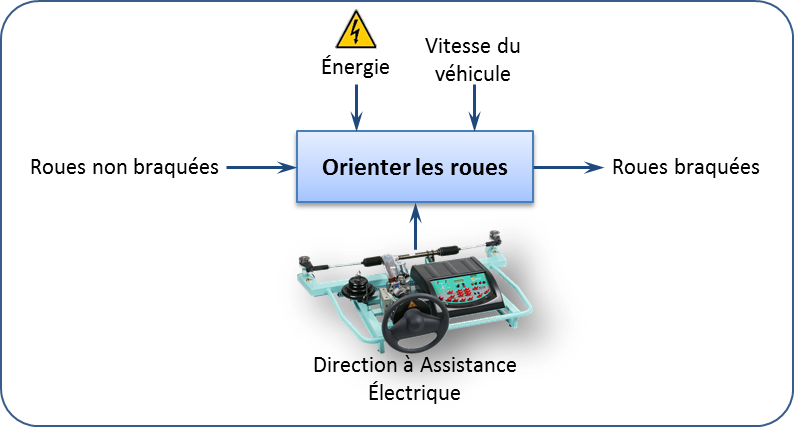 Énergie
Vitesse du
véhicule
Roues non braquées
Orienter les roues
Roues braquées
Direction à Assistance
Électrique